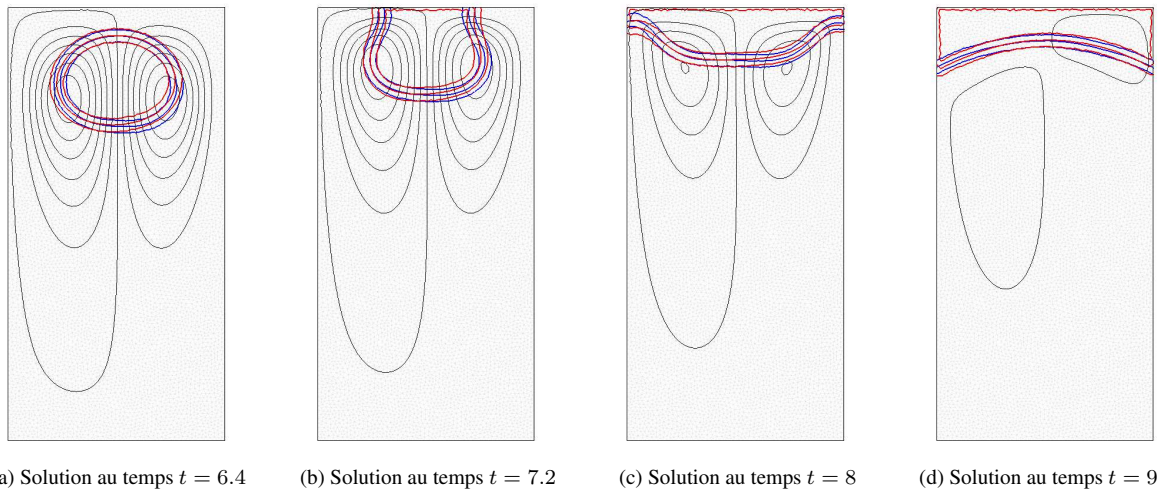 a) Solution au temps t = 6.4
(b) Solution au temps t = 7.2
(c) Solution au temps t = 8
(d) Solution au temps t = 9